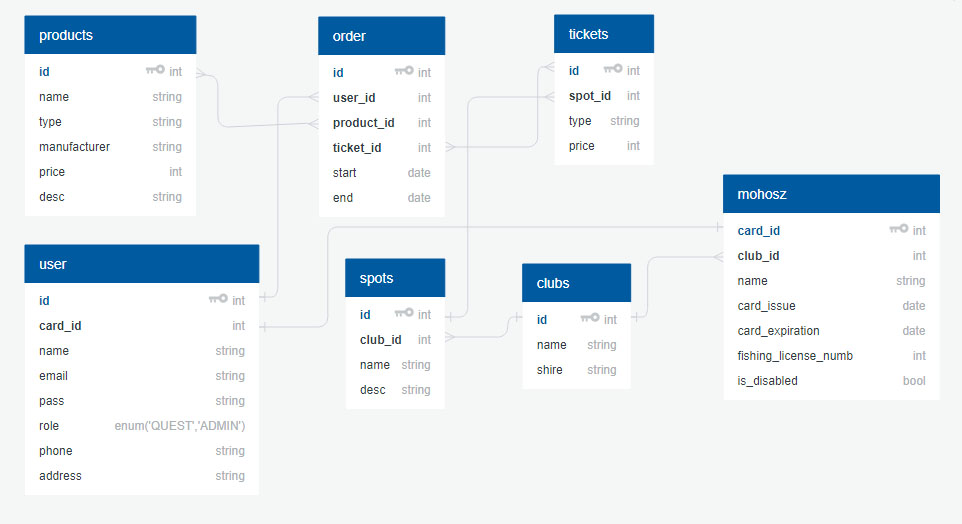 products
id int
name string
type string
manufacturer string
price int
desc string
order
id int
user_id int
product_id int
ticket_id int
start date
end date
tickets
id int
spot_id int
type string
price int
mohosz
card_id int
club_id int
name string
card_issue date
card_expiration date
fishing_license_numb int
is_disabled bool
user
id int
card_id int
name string
email string
pass string
role enum('QUEST','ADMIN')
phone string
address string
spots
id int
club_id int
name string
desc string
clubs
id int
name string
shire string